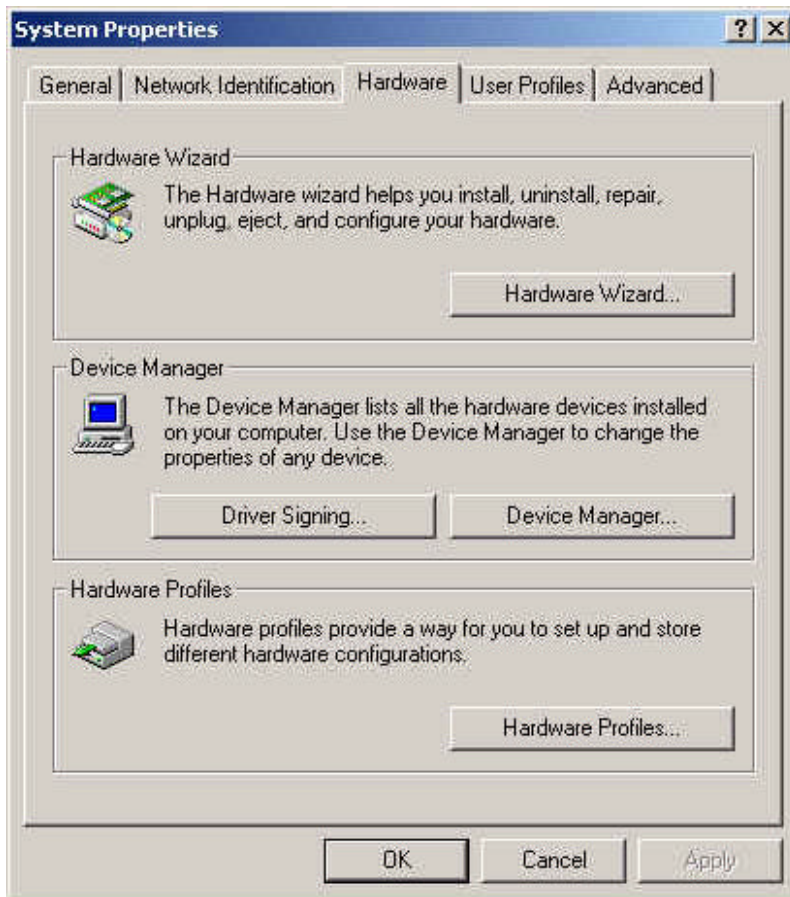 System Properties
General Network Identification Hardware User Profiles Advanced
Hardware Wizard
The Hardware wizard helps you install, uninstall, repair,
unplug, eject, and configure your hardware.
Hardware Wizard...
Device Manager
The Device Manager lists all the hardware devices installed
on your computer. Use the Device Manager to change the
properties of any device.
Driver Signing... Device Manager...
Hardware Profiles
Hardware profiles provide a way for you to set up and store
different hardware configurations.
Hardware Profiles...
OK Cancel Apply